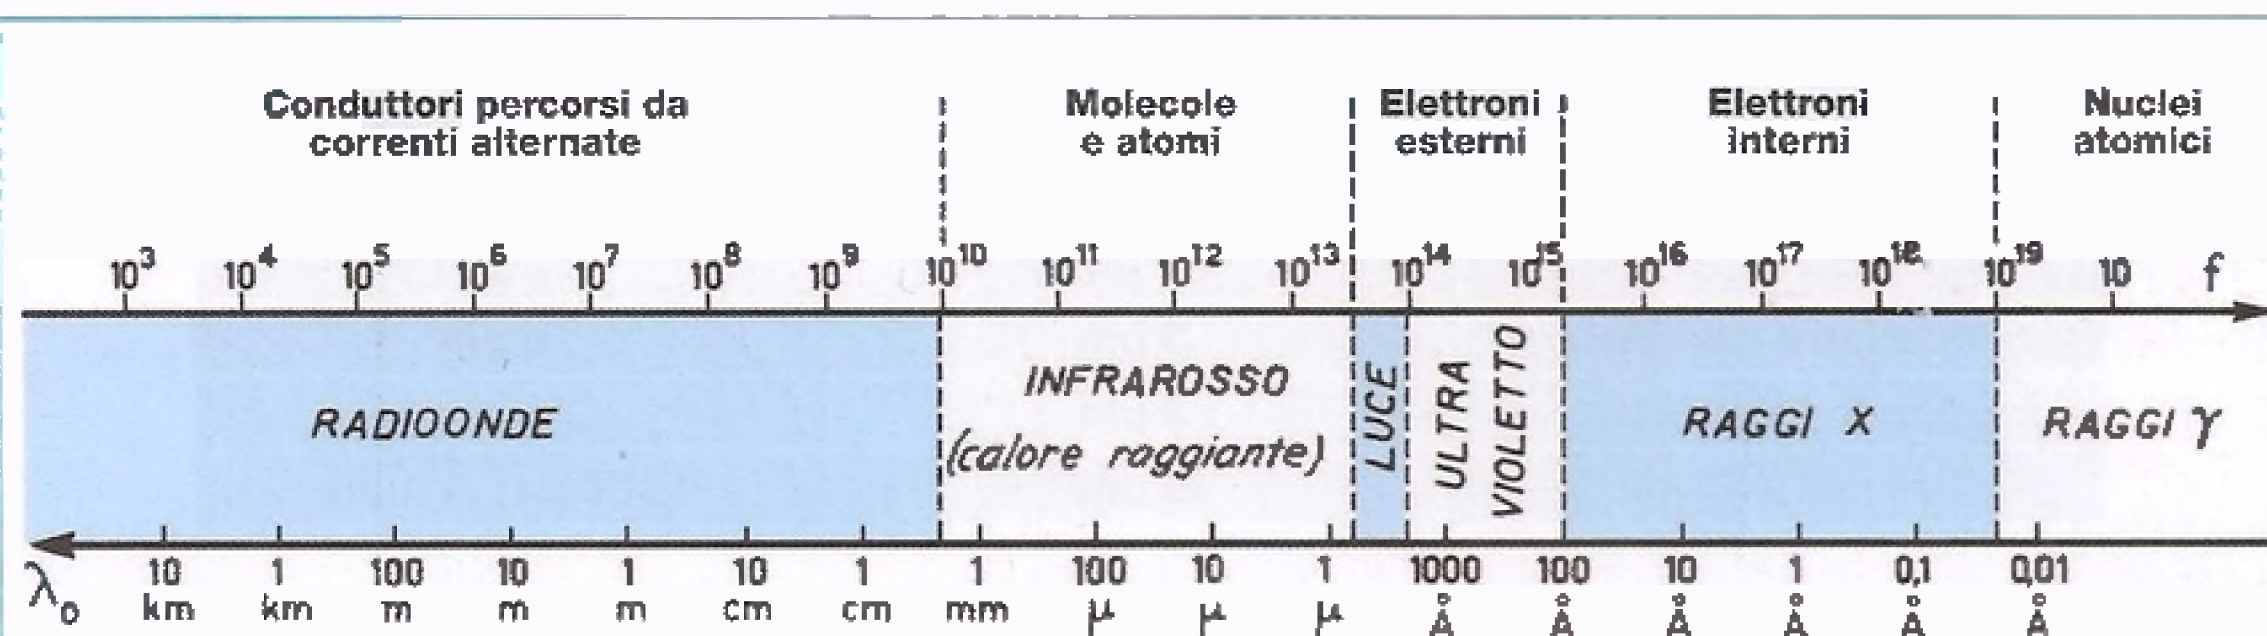 Conduttori percorsi da
correnti alternate
Molecole
e atomi
Elettroni
esterni
Elettroni
interni
Nuclei
atomici
10³ 10⁴ 10⁵ 10⁶ 10⁷ 10⁸ 10⁹ 10¹⁰ 10¹¹ 10¹² 10¹³ 10¹⁴ 10¹⁵ 10¹⁶ 10¹⁷ 10¹⁸ 10¹⁹ 10 f
RADIOONDE
INFRAROSSO
(calore raggiante)
LUCE
ULTRA
VIOLETTO
RAGGI X
RAGGI γ
λ₀ 10 1 100 10 1 10 1 1 100 10 1 1000 100 10 1 0,1 0,01
km km m m m cm cm mm μ μ μ Å Å Å Å Å Å